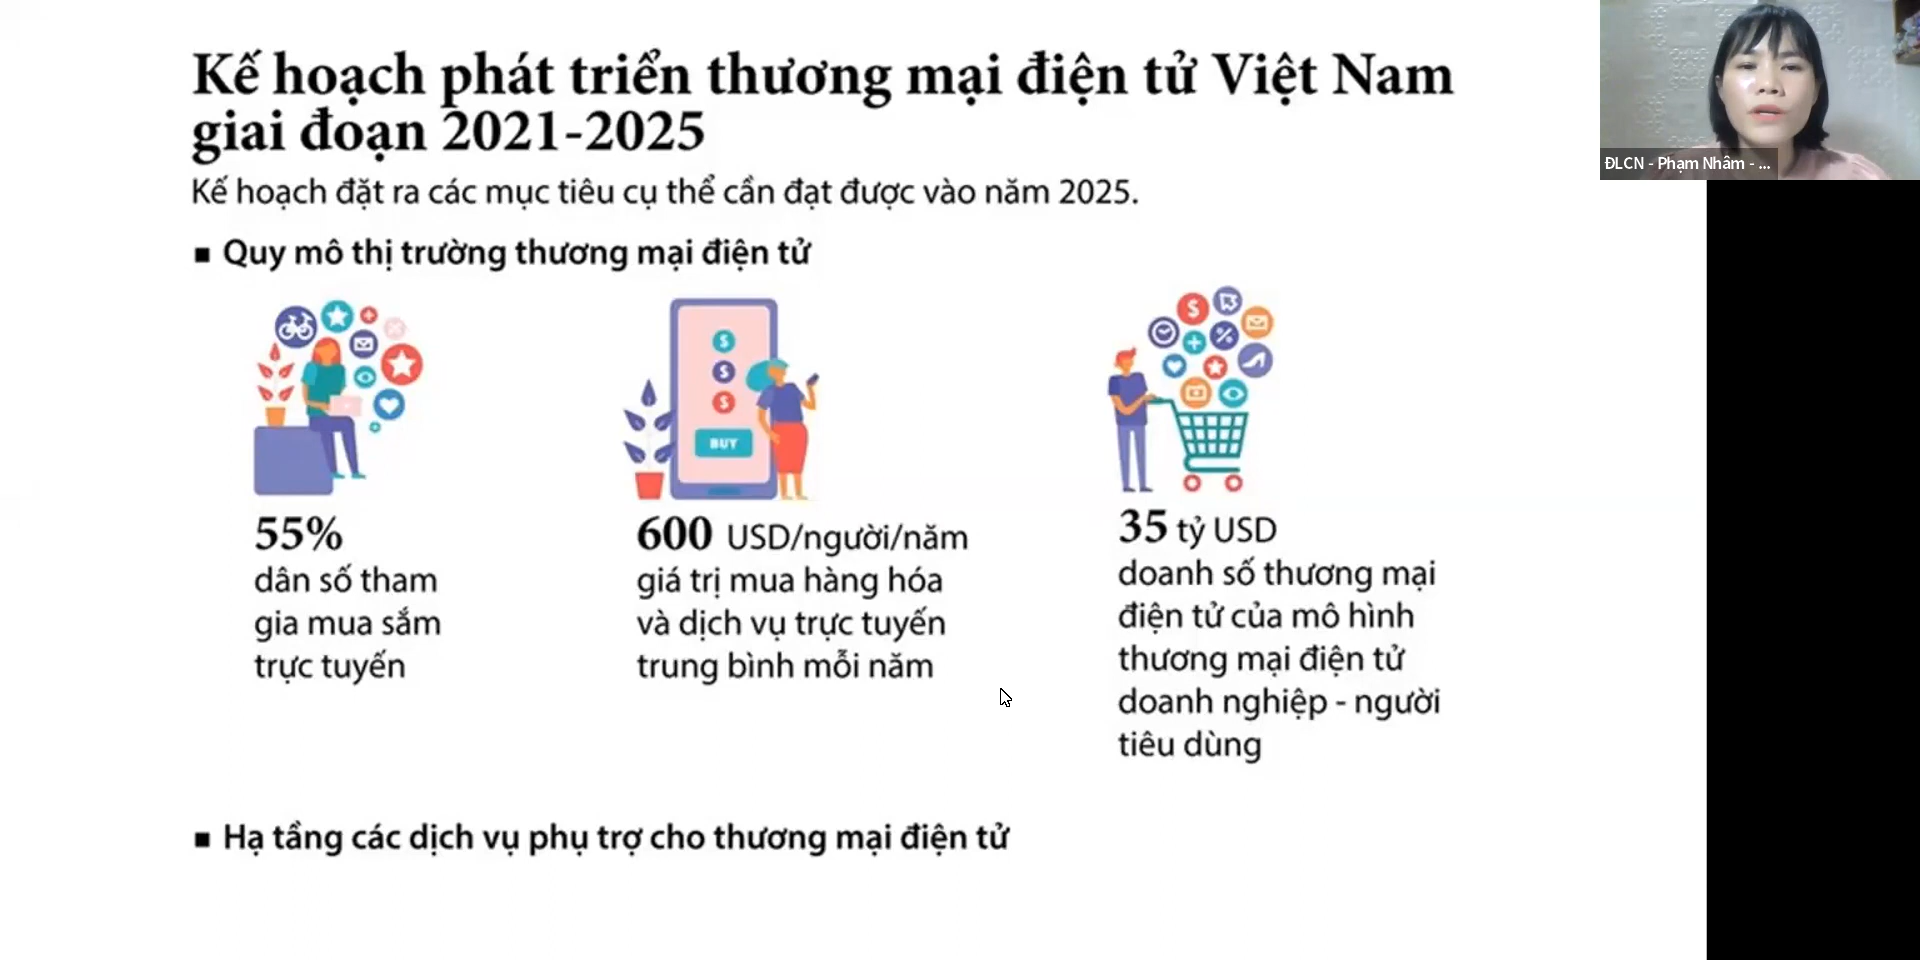 Kế hoạch phát triển thương mại điện tử Việt Nam
giai đoạn 2021-2025
Kế hoạch đặt ra các mục tiêu cụ thể cần đạt được vào năm 2025.
▪ Quy mô thị trường thương mại điện tử
BUY
55%
dân số tham
gia mua sắm
trực tuyến
600 USD/người/năm
giá trị mua hàng hóa
và dịch vụ trực tuyến
trung bình mỗi năm
35 tỷ USD
doanh số thương mại
điện tử của mô hình
thương mại điện tử
doanh nghiệp - người
tiêu dùng
▪ Hạ tầng các dịch vụ phụ trợ cho thương mại điện tử
ĐLCN - Phạm Nhâm - ...